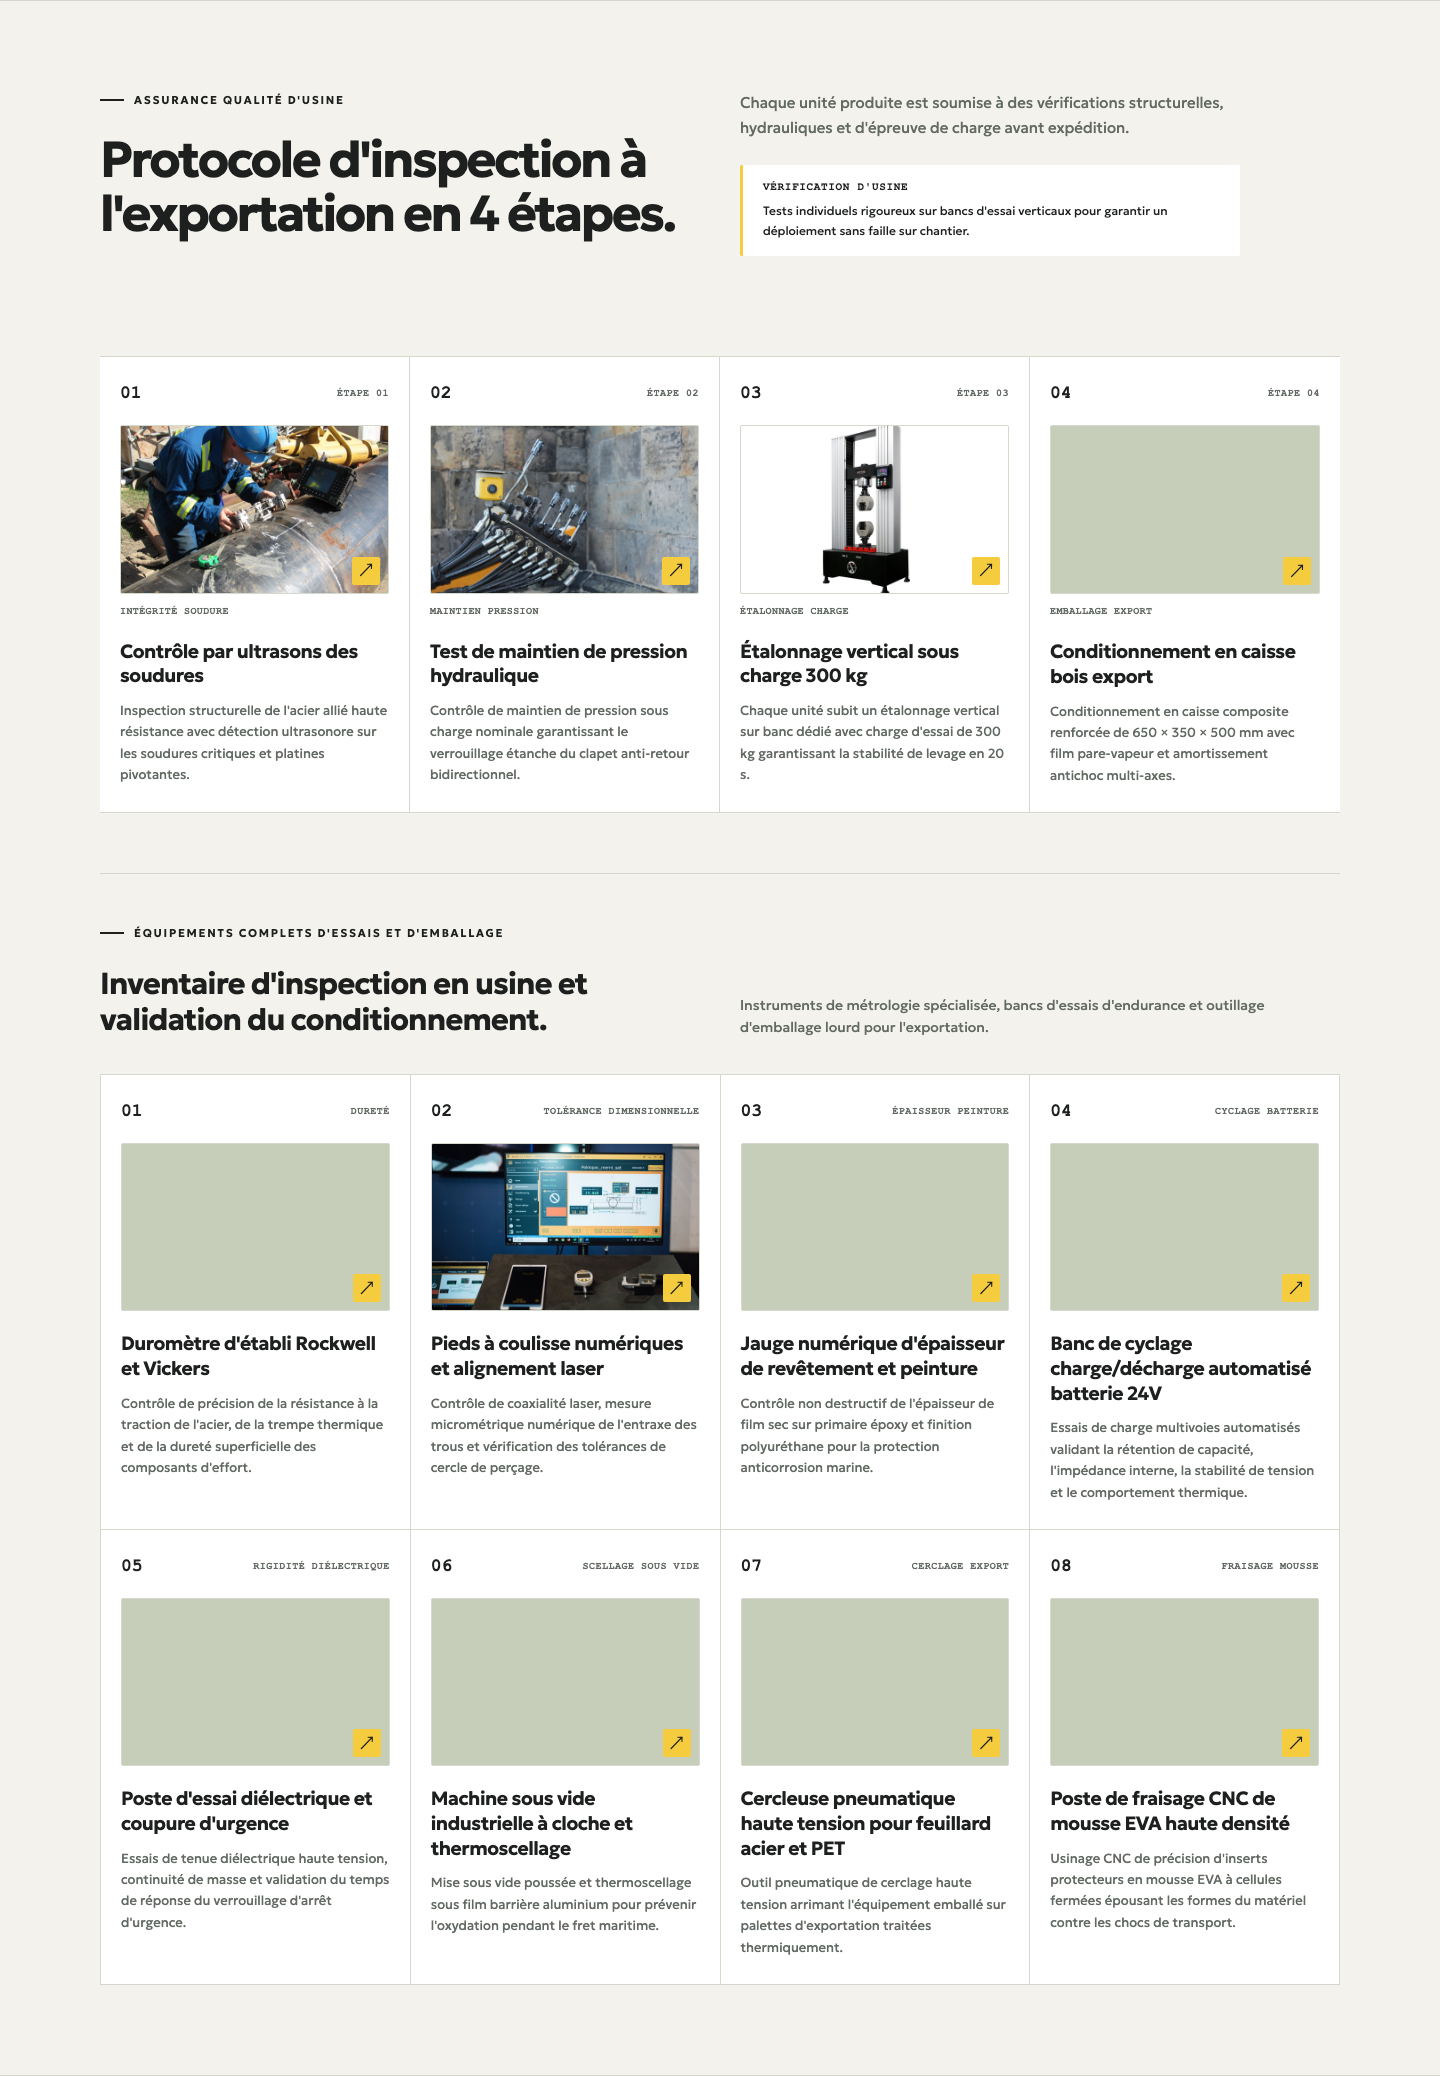 ASSURANCE QUALITÉ D'USINE
Protocole d'inspection à
l'exportation en 4 étapes.
Chaque unité produite est soumise à des vérifications structurelles,
hydrauliques et d'épreuve de charge avant expédition.
VÉRIFICATION D'USINE
Tests individuels rigoureux sur bancs d'essai verticaux pour garantir un
déploiement sans faille sur chantier.
01
ÉTAPE 01
INTÉGRITÉ SOUDURE
Contrôle par ultrasons des
soudures
Inspection structurelle de l'acier allié haute
résistance avec détection ultrasonore sur
les soudures critiques et platines
pivotantes.
02
ÉTAPE 02
MAINTIEN PRESSION
Test de maintien de pression
hydraulique
Contrôle de maintien de pression sous
charge nominale garantissant le
verrouillage étanche du clapet anti-retour
bidirectionnel.
03
ÉTAPE 03
ÉTALONNAGE CHARGE
Étalonnage vertical sous
charge 300 kg
Chaque unité subit un étalonnage vertical
sur banc dédié avec charge d'essai de 300
kg garantissant la stabilité de levage en 20
s.
04
ÉTAPE 04
EMBALLAGE EXPORT
Conditionnement en caisse
bois export
Conditionnement en caisse composite
renforcée de 650 × 350 × 500 mm avec
film pare-vapeur et amortissement
antichoc multi-axes.
ÉQUIPEMENTS COMPLETS D'ESSAIS ET D'EMBALLAGE
Inventaire d'inspection en usine et
validation du conditionnement.
Instruments de métrologie spécialisée, bancs d'essais d'endurance et outillage
d'emballage lourd pour l'exportation.
01
DURETÉ
Duromètre d'établi Rockwell
et Vickers
Contrôle de précision de la résistance à la
traction de l'acier, de la trempe thermique
et de la dureté superficielle des
composants d'effort.
02
TOLÉRANCE DIMENSIONNELLE
Pieds à coulisse numériques
et alignement laser
Contrôle de coaxialité laser, mesure
micrométrique numérique de l'entraxe des
trous et vérification des tolérances de
cercle de perçage.
03
ÉPAISSEUR PEINTURE
Jauge numérique d'épaisseur
de revêtement et peinture
Contrôle non destructif de l'épaisseur de
film sec sur primaire époxy et finition
polyuréthane pour la protection
anticorrosion marine.
04
CYCLAGE BATTERIE
Banc de cyclage
charge/décharge automatisé
batterie 24V
Essais de charge multivoies automatisés
validant la rétention de capacité,
l'impédance interne, la stabilité de tension
et le comportement thermique.
05
RIGIDITÉ DIÉLECTRIQUE
Poste d'essai diélectrique et
coupure d'urgence
Essais de tenue diélectrique haute tension,
continuité de masse et validation du temps
de réponse du verrouillage d'arrêt
d'urgence.
06
SCELLAGE SOUS VIDE
Machine sous vide
industrielle à cloche et
thermoscellage
Mise sous vide poussée et thermoscellage
sous film barrière aluminium pour prévenir
l'oxydation pendant le fret maritime.
07
CERCLAGE EXPORT
Cercleuse pneumatique
haute tension pour feuillard
acier et PET
Outil pneumatique de cerclage haute
tension arrimant l'équipement emballé sur
palettes d'exportation traitées
thermiquement.
08
FRAISAGE MOUSSE
Poste de fraisage CNC de
mousse EVA haute densité
Usinage CNC de précision d'inserts
protecteurs en mousse EVA à cellules
fermées épousant les formes du matériel
contre les chocs de transport.